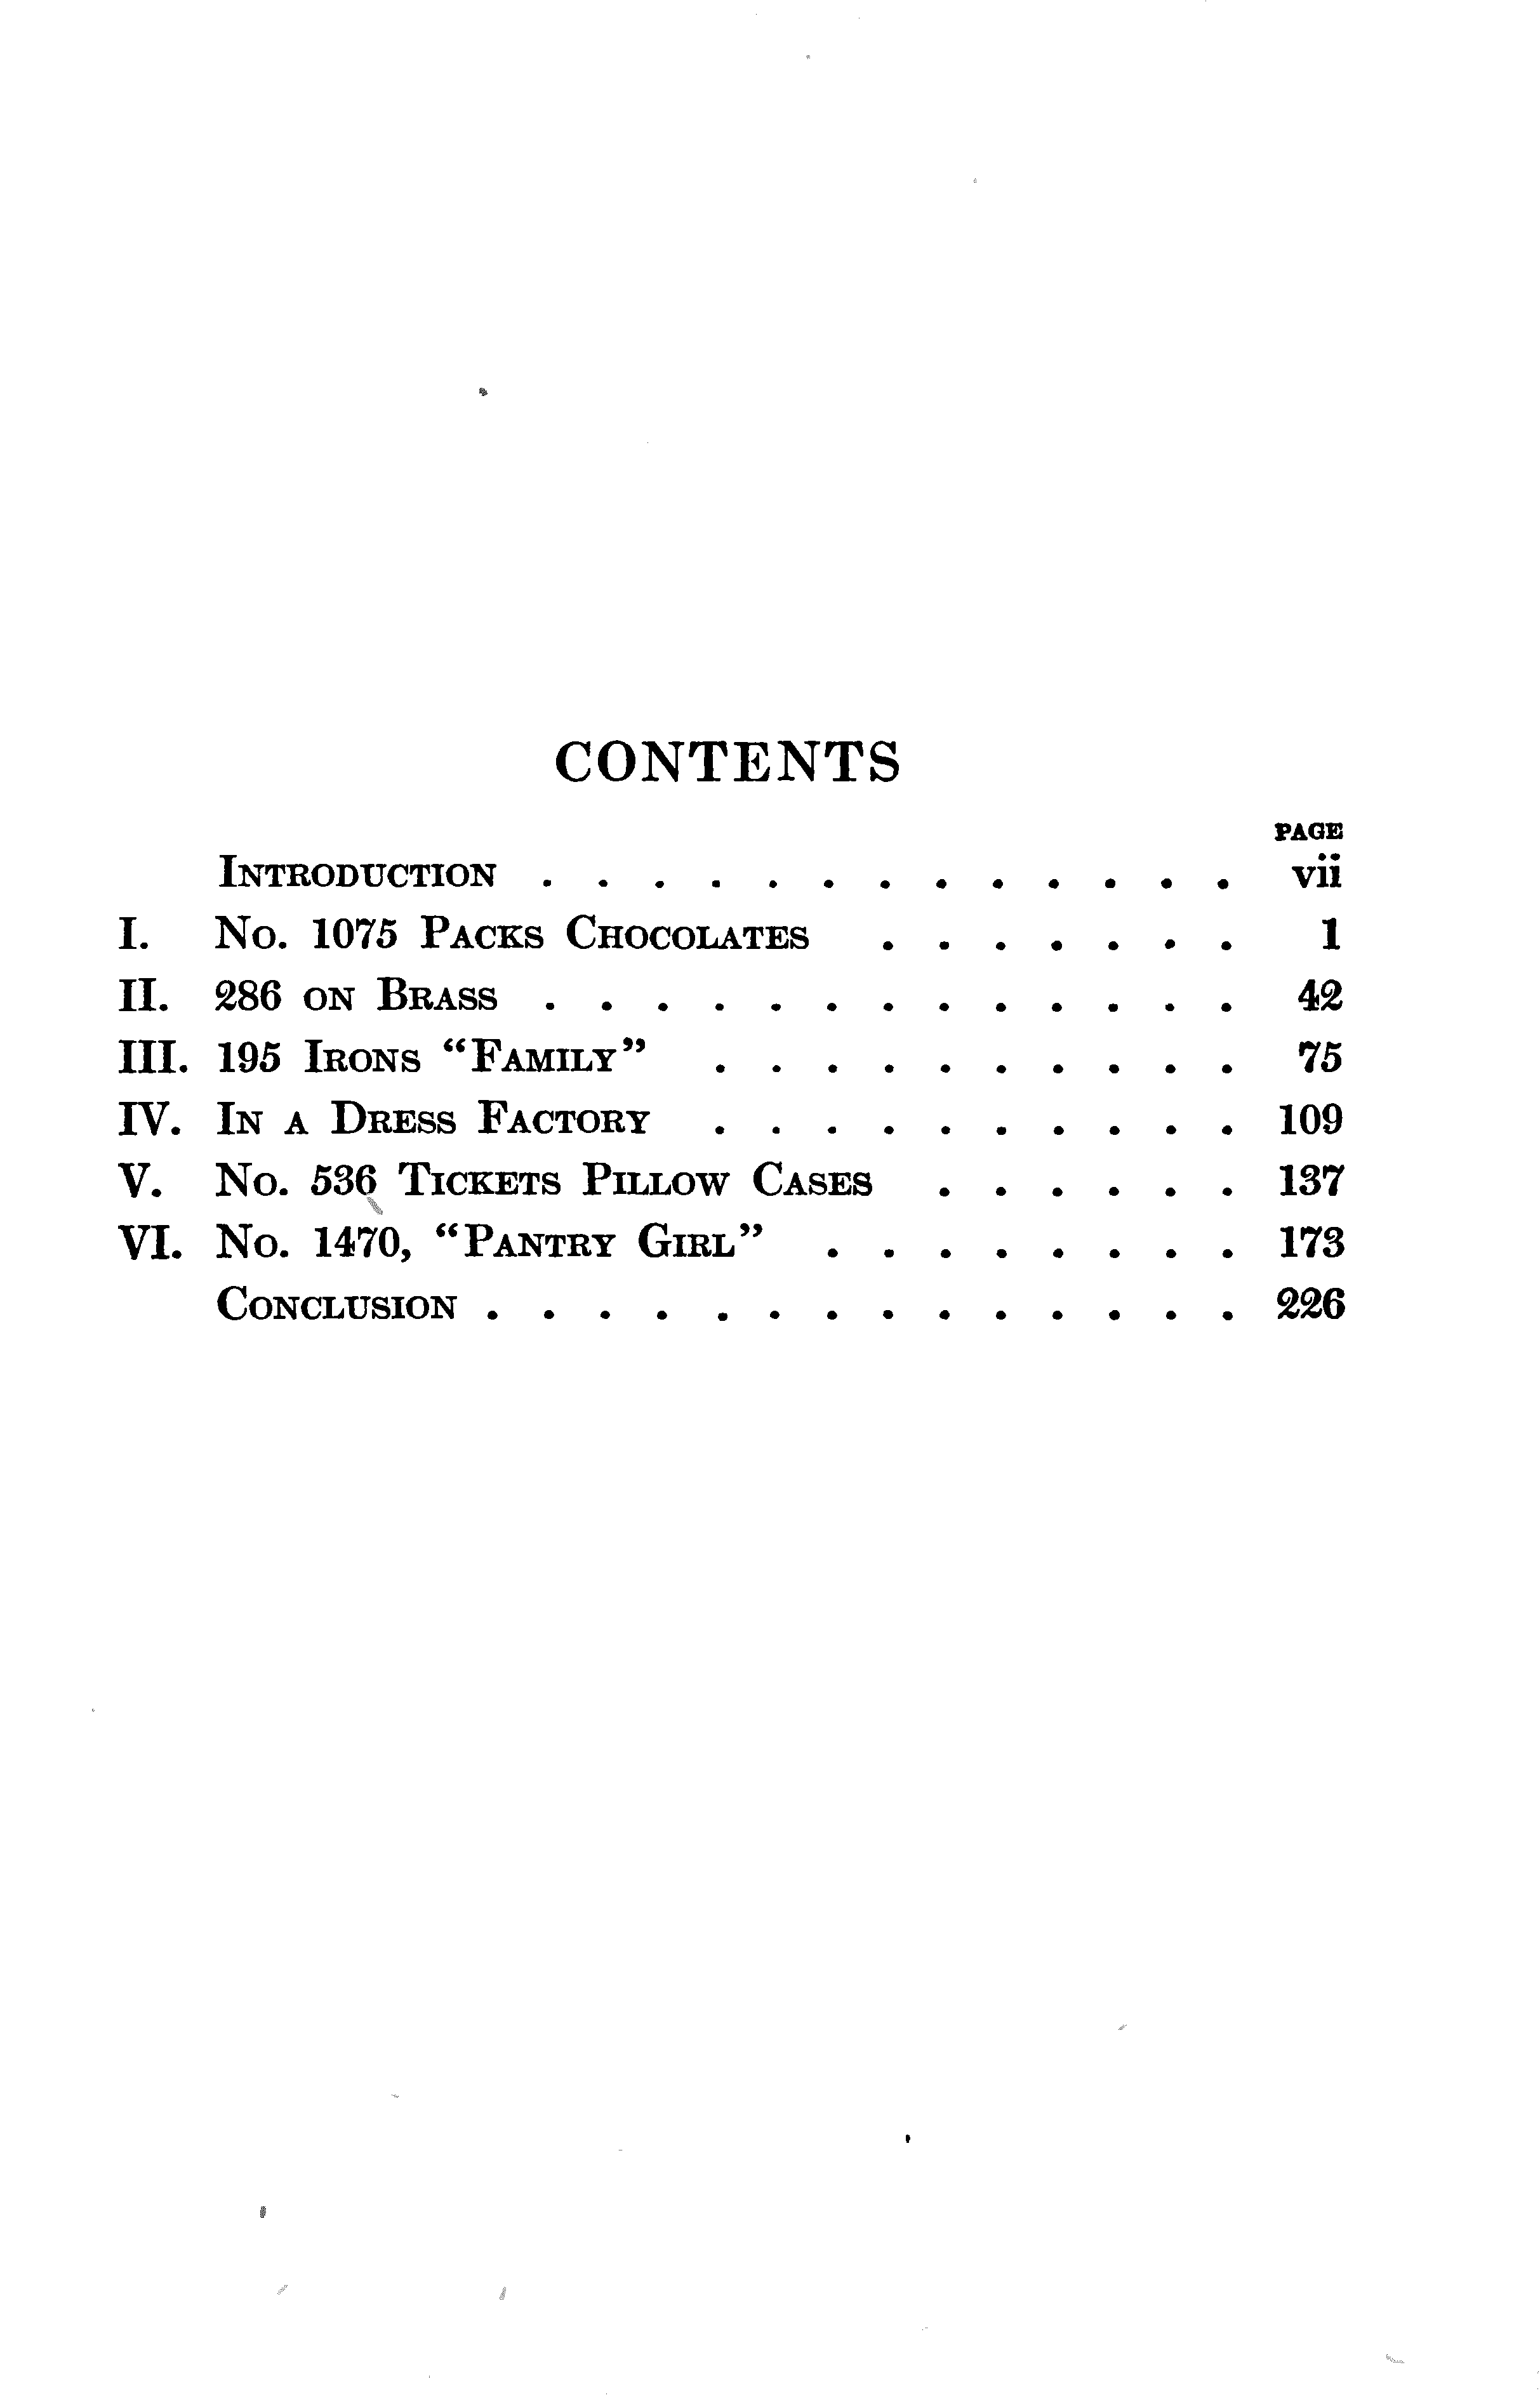 CONTENTS
PAGE
INTRODUCTION . . . . . . . . . . . . . vii
I. No. 1075 PACKS CHOCOLATES . . . . . . . 1
II. 286 ON BRASS . . . . . . . . . . . . . 42
III. 195 IRONS “FAMILY” . . . . . . . . . . 75
IV. IN A DRESS FACTORY . . . . . . . . . . 109
V. No. 536 TICKETS PILLOW CASES . . . . . . 137
VI. No. 1470, “PANTRY GIRL” . . . . . . . . 173
CONCLUSION . . . . . . . . . . . . . . 226